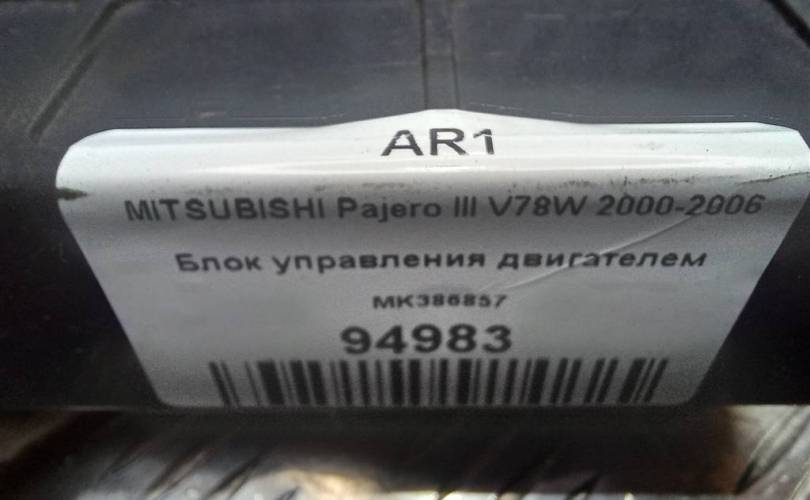 AR1
MITSUBISHI Pajero III V78W 2000-2006
Блок управления двигателем
MK386857
94983